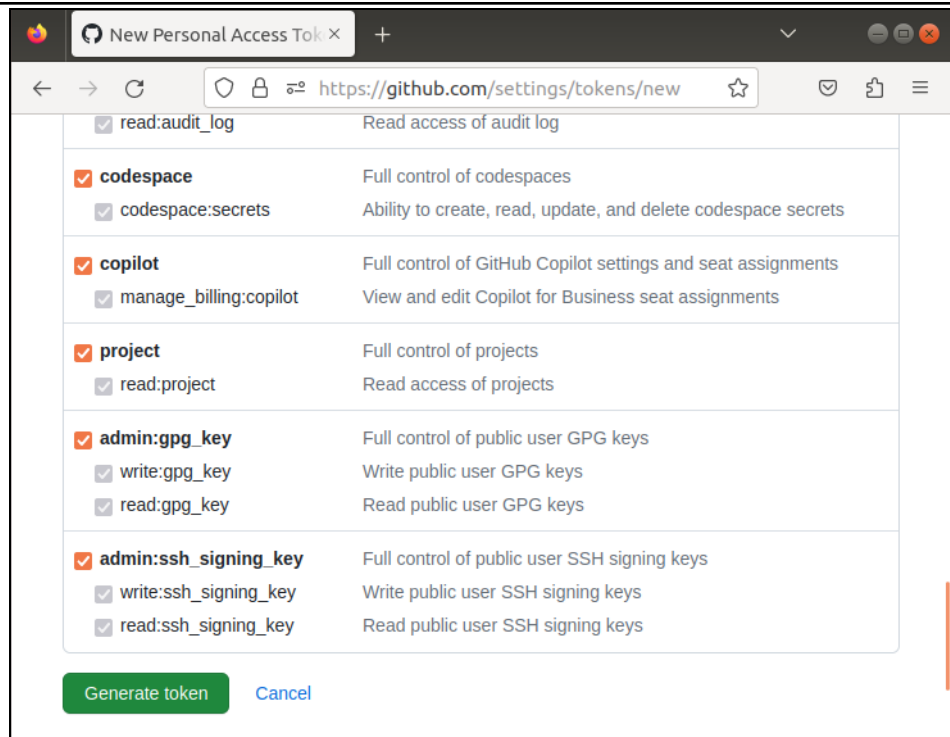 New Personal Access Tok
https://github.com/settings/tokens/new
read:audit_log Read access of audit log
codespace Full control of codespaces
codespace:secrets Ability to create, read, update, and delete codespace secrets
copilot Full control of GitHub Copilot settings and seat assignments
manage_billing:copilot View and edit Copilot for Business seat assignments
project Full control of projects
read:project Read access of projects
admin:gpg_key Full control of public user GPG keys
write:gpg_key Write public user GPG keys
read:gpg_key Read public user GPG keys
admin:ssh_signing_key Full control of public user SSH signing keys
write:ssh_signing_key Write public user SSH signing keys
read:ssh_signing_key Read public user SSH signing keys
Generate token Cancel